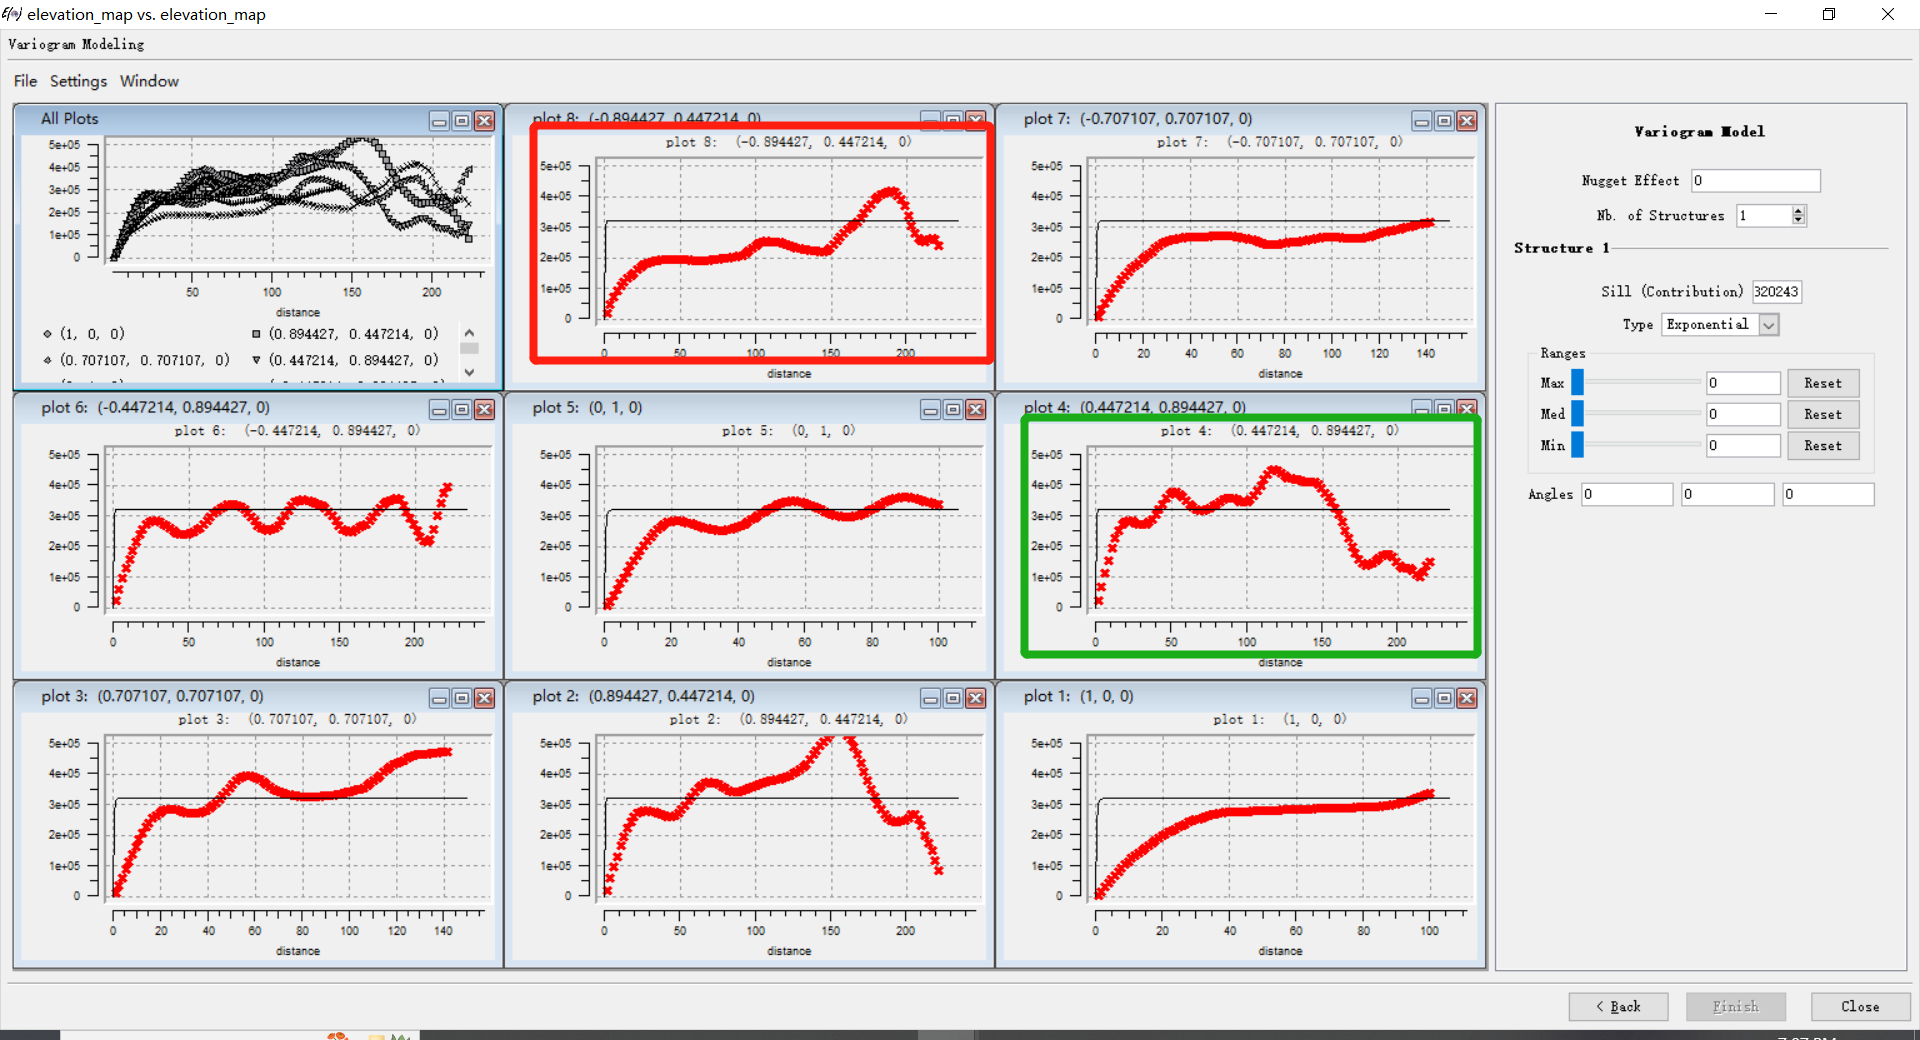 elevation_map vs. elevation_map
Variogram Modeling
File Settings Window
All Plots
5e+05
4e+05
3e+05
2e+05
1e+05
0
50 100 150 200
distance
(1, 0, 0) (0.894427, 0.447214, 0)
(0.707107, 0.707107, 0) (0.447214, 0.894427, 0)
plot 8: (-0.894427, 0.447214, 0)
plot 8: (-0.894427, 0.447214, 0)
5e+05
4e+05
3e+05
2e+05
1e+05
0
0 50 100 150 200
distance
plot 7: (-0.707107, 0.707107, 0)
plot 7: (-0.707107, 0.707107, 0)
5e+05
4e+05
3e+05
2e+05
1e+05
0
0 20 40 60 80 100 120 140
distance
plot 6: (-0.447214, 0.894427, 0)
plot 6: (-0.447214, 0.894427, 0)
5e+05
4e+05
3e+05
2e+05
1e+05
0
0 50 100 150 200
distance
plot 5: (0, 1, 0)
plot 5: (0, 1, 0)
5e+05
4e+05
3e+05
2e+05
1e+05
0
0 20 40 60 80 100
distance
plot 4: (0.447214, 0.894427, 0)
plot 4: (0.447214, 0.894427, 0)
5e+05
4e+05
3e+05
2e+05
1e+05
0
0 50 100 150 200
distance
plot 3: (0.707107, 0.707107, 0)
plot 3: (0.707107, 0.707107, 0)
5e+05
4e+05
3e+05
2e+05
1e+05
0
0 20 40 60 80 100 120 140
distance
plot 2: (0.894427, 0.447214, 0)
plot 2: (0.894427, 0.447214, 0)
5e+05
4e+05
3e+05
2e+05
1e+05
0
0 50 100 150 200
distance
plot 1: (1, 0, 0)
plot 1: (1, 0, 0)
5e+05
4e+05
3e+05
2e+05
1e+05
0
0 20 40 60 80 100
distance
Variogram Model
Nugget Effect 0
Nb. of Structures 1
Structure 1
Sill (Contribution) 320243
Type Exponential
Ranges
Max 0 Reset
Med 0 Reset
Min 0 Reset
Angles 0 0 0
< Back Finish Close